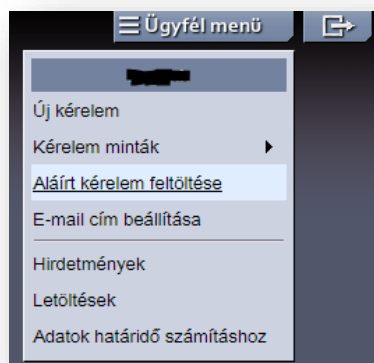 Ügyfél menü
Új kérelem
Kérelem minták
Aláírt kérelem feltöltése
E-mail cím beállítása
Hirdetmények
Letöltések
Adatok határidő számításhoz